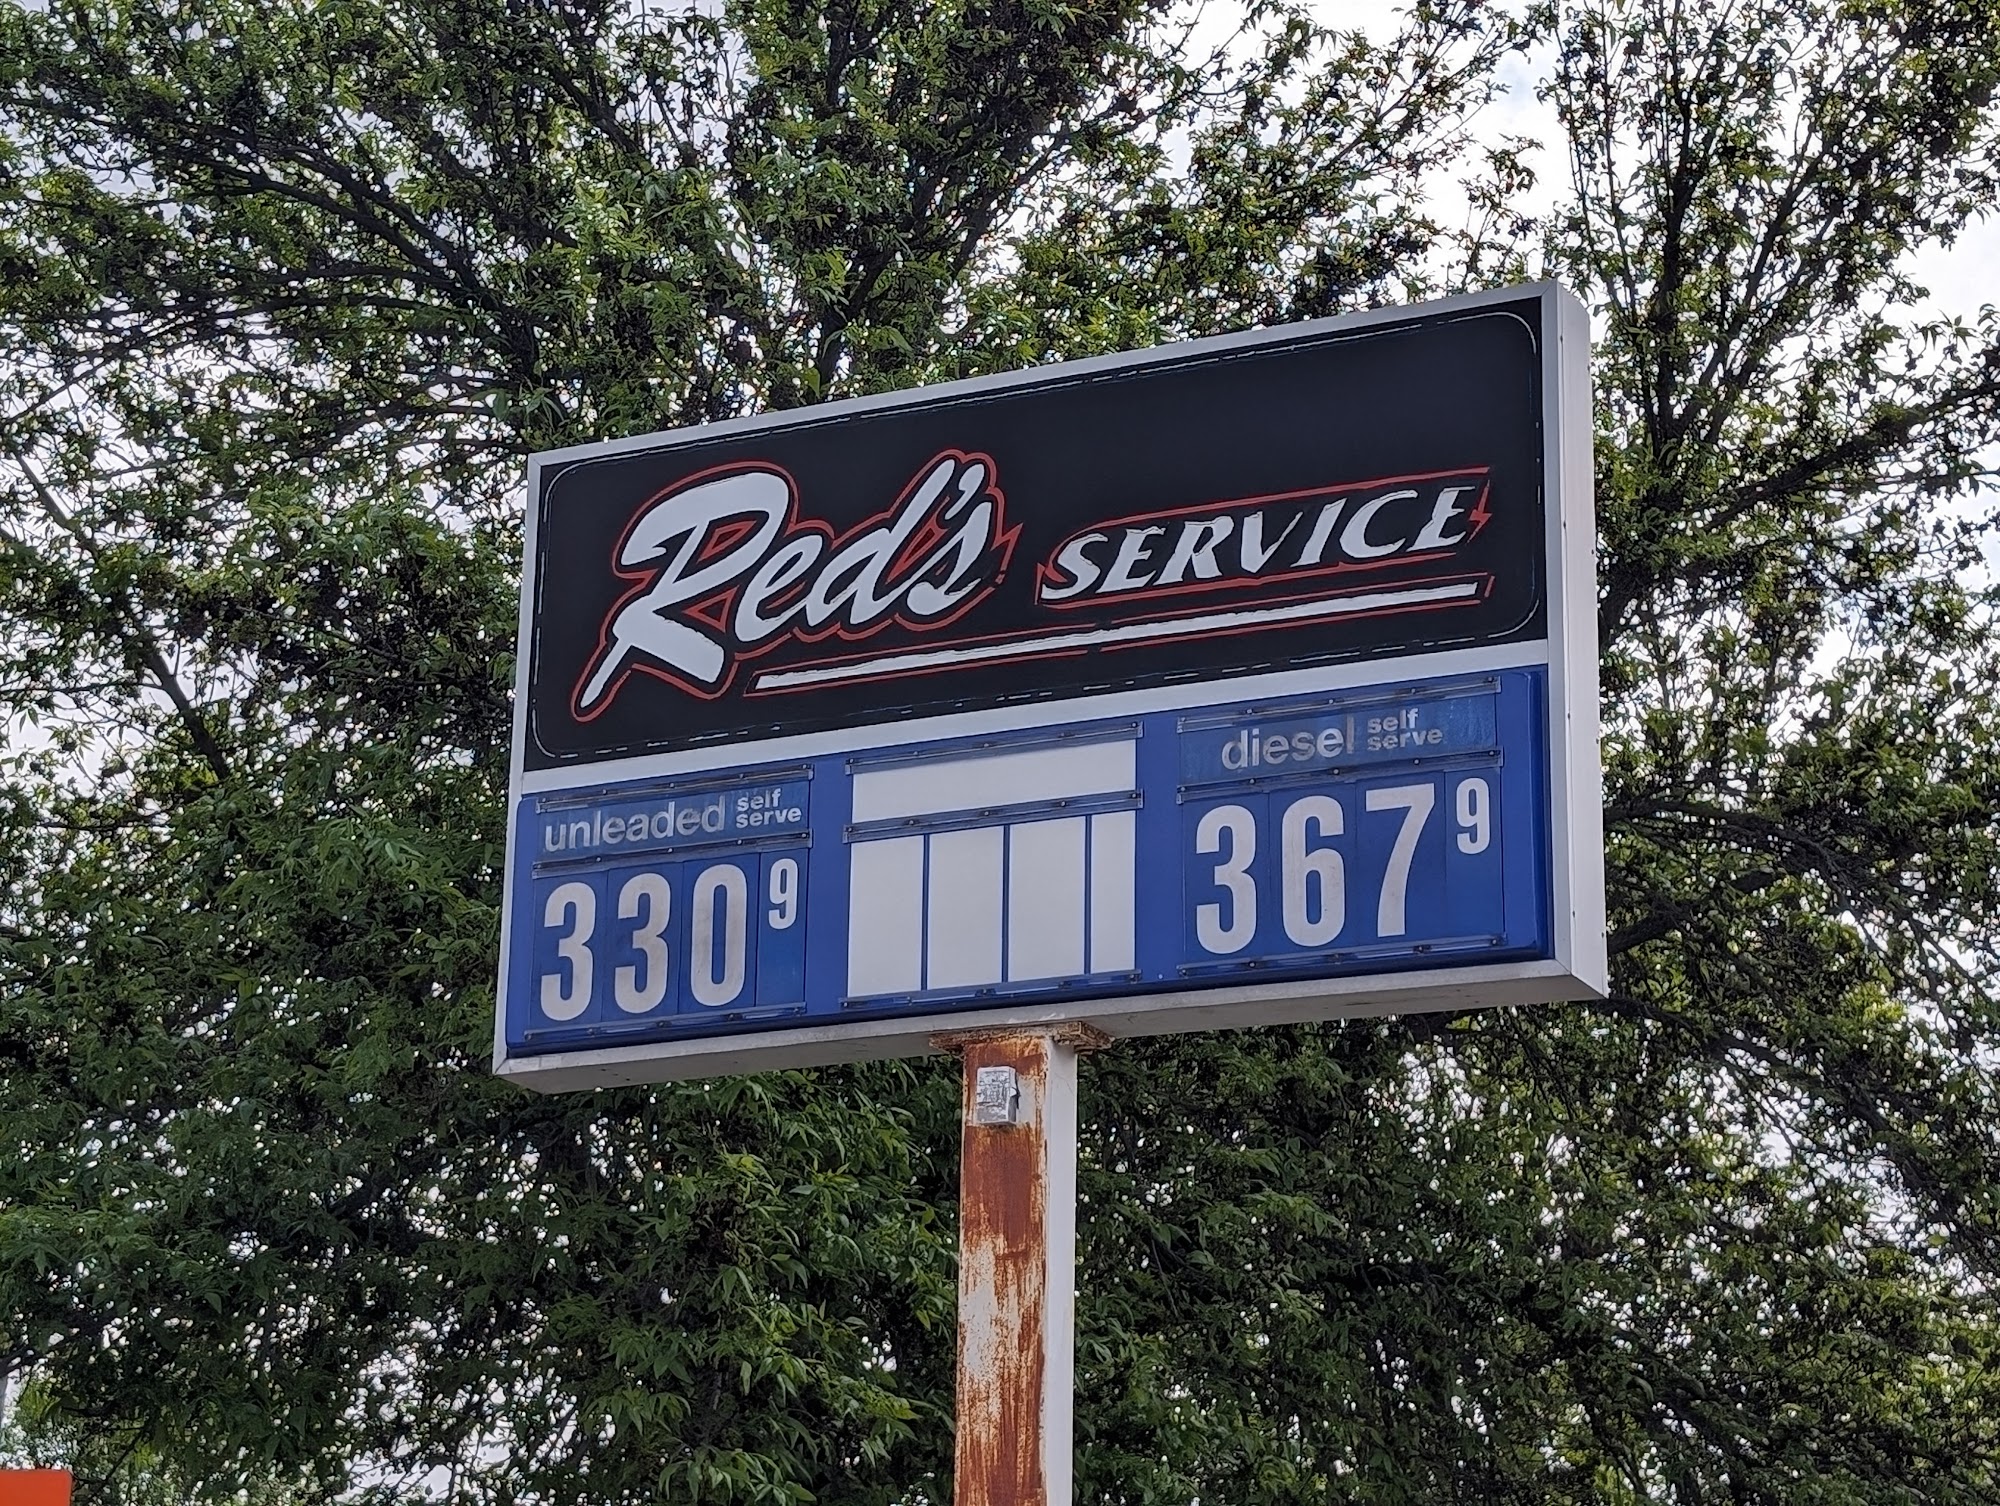 Red's SERVICE
unleaded self serve
330 9
diesel self serve
367 9